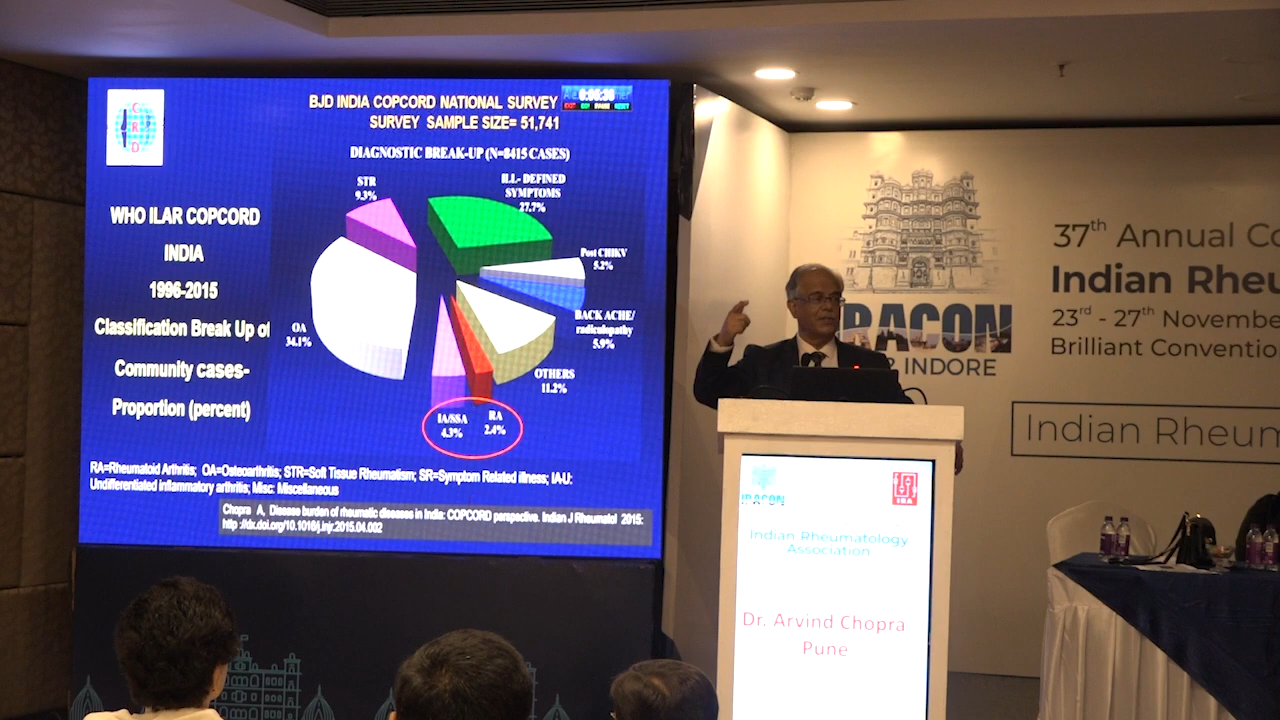 C
R
D
BJD INDIA COPCORD NATIONAL SURVEY
SURVEY SAMPLE SIZE= 51,741
EXIT
PAUSE
RESET
DIAGNOSTIC BREAK-UP (N=8415 CASES)
WHO ILAR COPCORD
INDIA
1996-2015
Classification Break Up of
Community cases-
Proportion (percent)
STR
9.3%
ILL- DEFINED
SYMPTOMS
27.7%
Post CHIKV
5.2%
BACK ACHE/
radiculopathy
5.9%
OTHERS
11.2%
RA
2.4%
IA/SSA
4.3%
OA
34.1%
RA=Rheumatoid Arthritis; OA=Osteoarthritis; STR=Soft Tissue Rheumatism; SR=Symptom Related illness; IA-U:
Undifferentiated inflammatory arthritis; Misc: Miscellaneous
Chopra A, Disease burden of rheumatic diseases in India: COPCORD perspective. Indian J Rheumatol 2015:
http://dx.doi.org/10.1016/j.injr.2015.04.002
IRACON
INDORE
37th Annual Co
Indian Rheu
23rd - 27th Novembe
Brilliant Conventio
Indian Rheum
IRACON
IRA
Indian Rheumatology
Association
Dr. Arvind Chopra
Pune